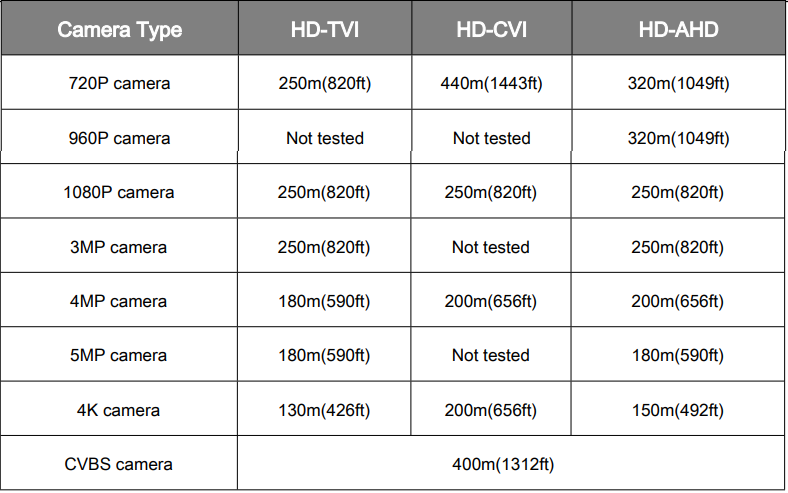 Camera Type HD-TVI HD-CVI HD-AHD
720P camera 250m(820ft) 440m(1443ft) 320m(1049ft)
960P camera Not tested Not tested 320m(1049ft)
1080P camera 250m(820ft) 250m(820ft) 250m(820ft)
3MP camera 250m(820ft) Not tested 250m(820ft)
4MP camera 180m(590ft) 200m(656ft) 200m(656ft)
5MP camera 180m(590ft) Not tested 180m(590ft)
4K camera 130m(426ft) 200m(656ft) 150m(492ft)
CVBS camera 400m(1312ft)